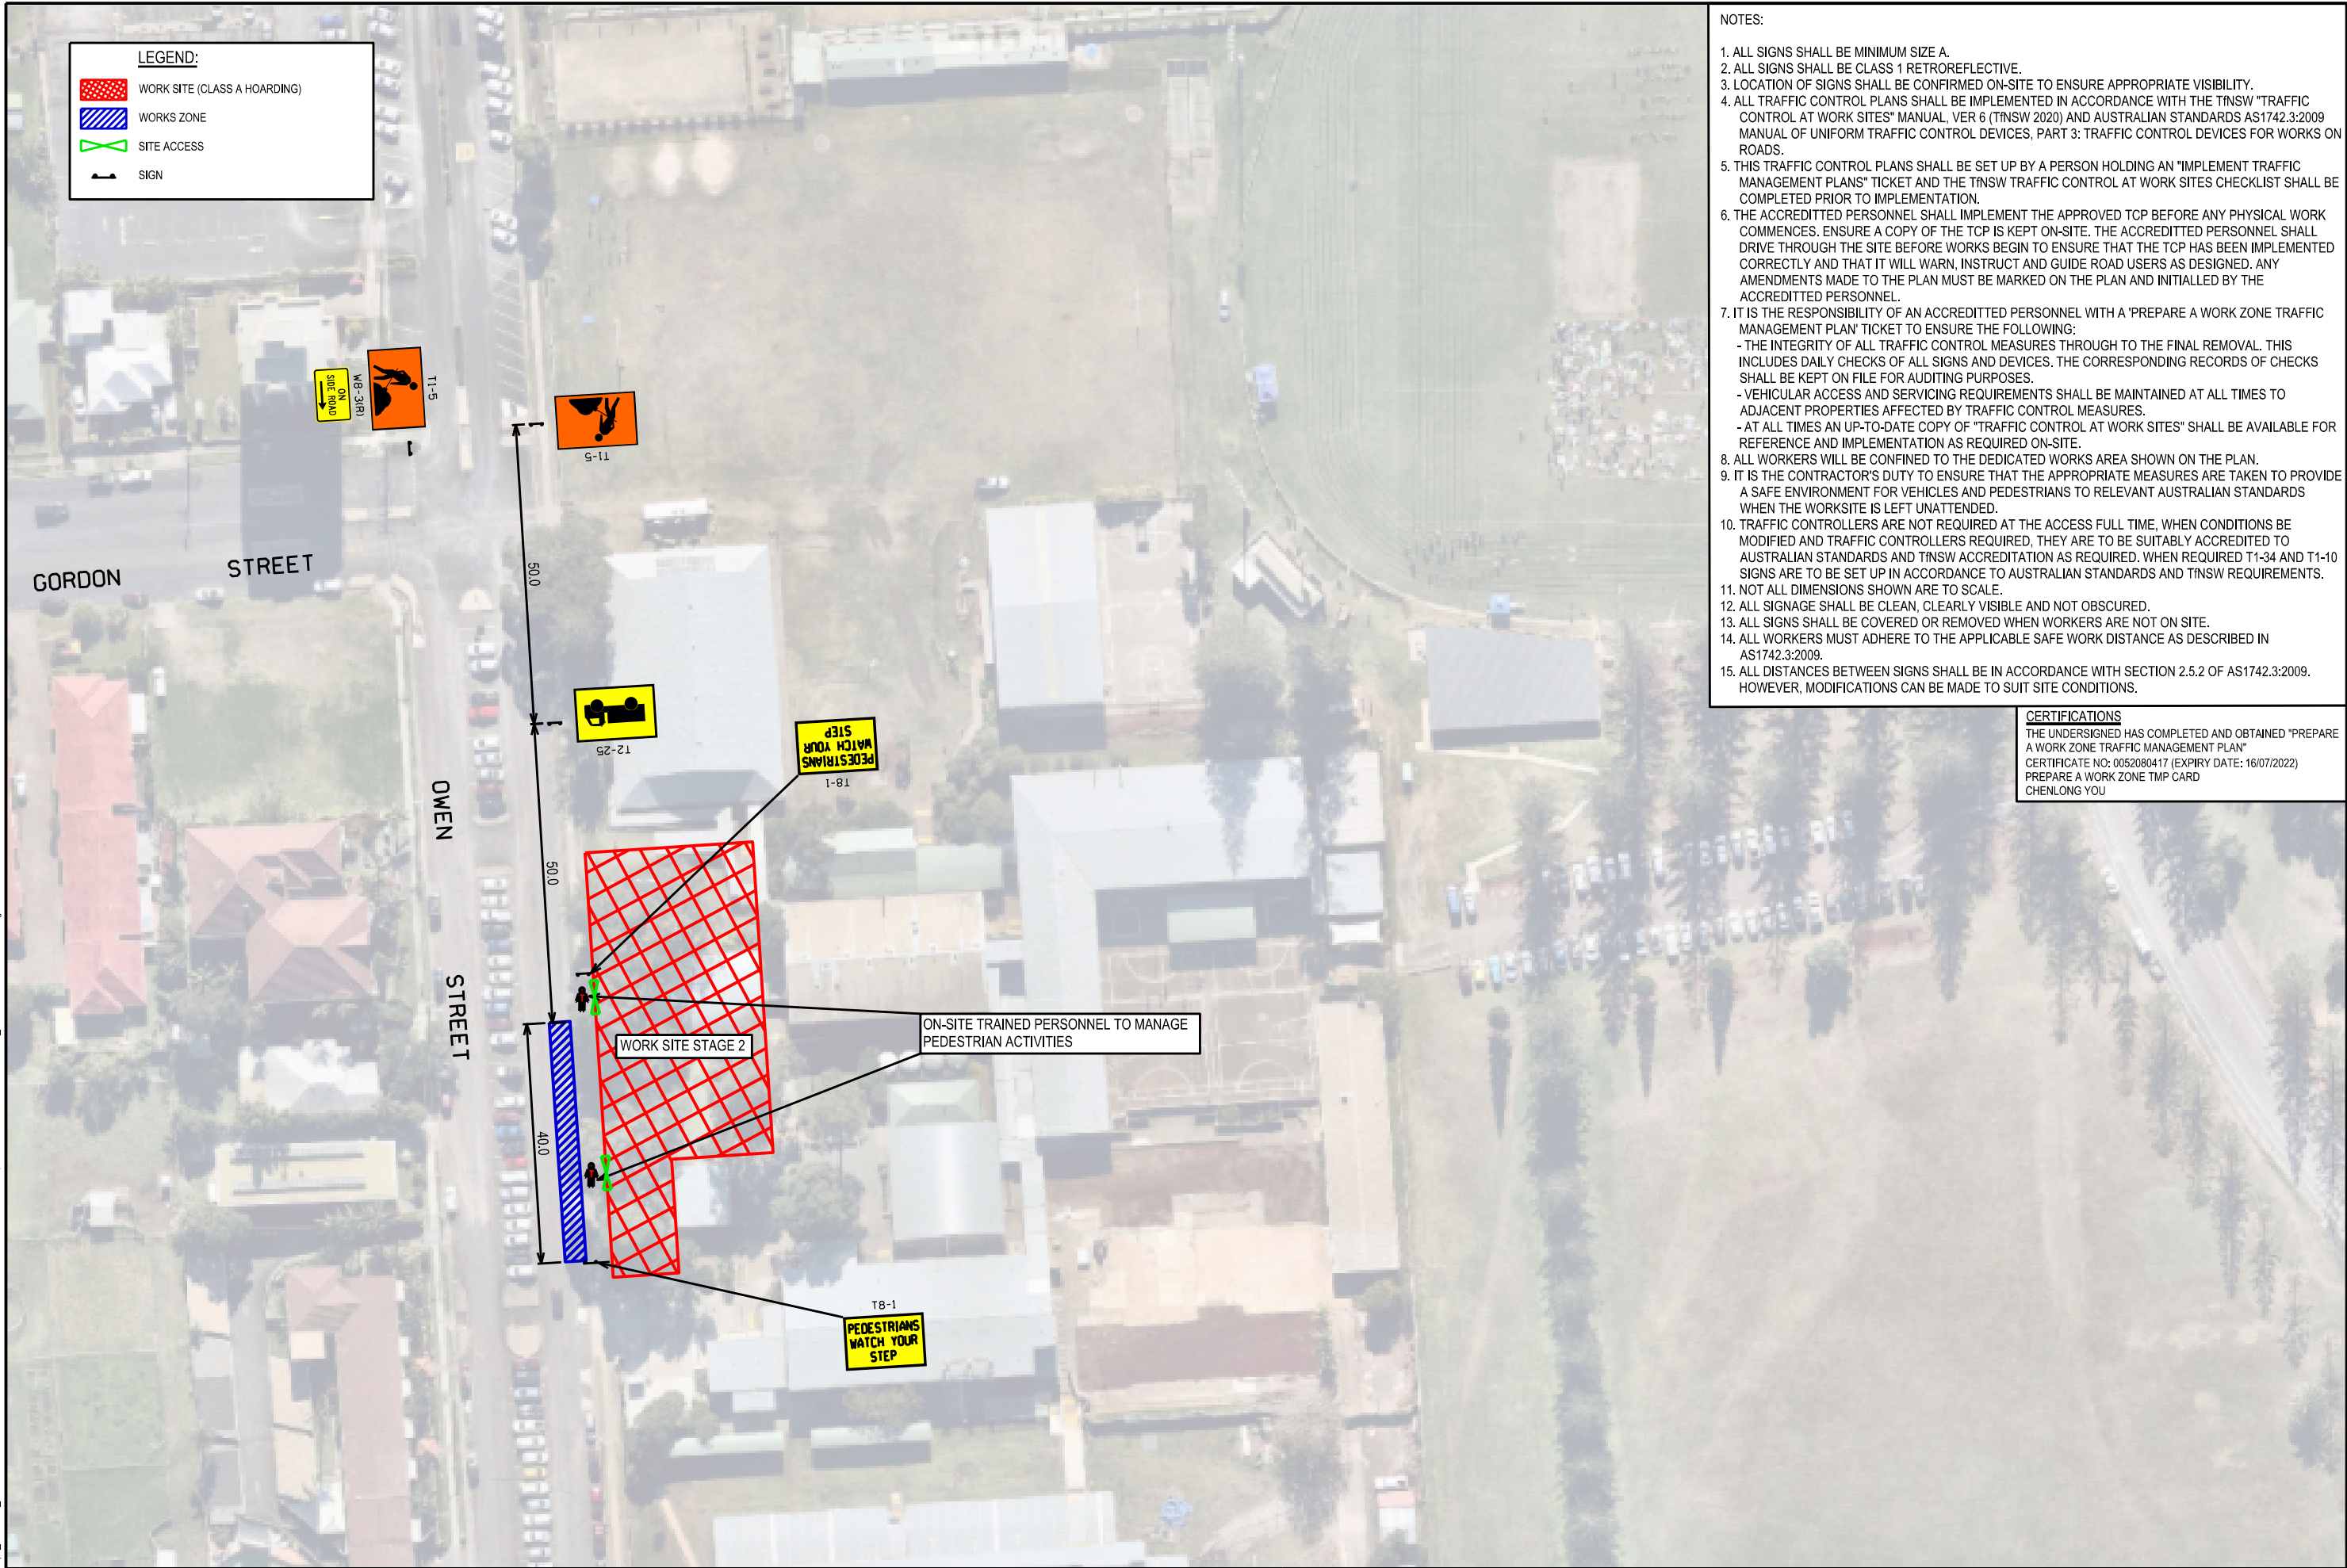 LEGEND:
WORK SITE (CLASS A HOARDING)
WORKS ZONE
SITE ACCESS
SIGN
T1-5
W8-3(R)
ON
SIDE ROAD
T1-5
GORDON STREET
50.0
T2-25
PEDESTRIANS
WATCH YOUR
STEP
T8-1
OWEN STREET
50.0
WORK SITE STAGE 2
ON-SITE TRAINED PERSONNEL TO MANAGE
PEDESTRIAN ACTIVITIES
40.0
T8-1
PEDESTRIANS
WATCH YOUR
STEP
NOTES:
1. ALL SIGNS SHALL BE MINIMUM SIZE A.
2. ALL SIGNS SHALL BE CLASS 1 RETROREFLECTIVE.
3. LOCATION OF SIGNS SHALL BE CONFIRMED ON-SITE TO ENSURE APPROPRIATE VISIBILITY.
4. ALL TRAFFIC CONTROL PLANS SHALL BE IMPLEMENTED IN ACCORDANCE WITH THE TfNSW "TRAFFIC
CONTROL AT WORK SITES" MANUAL, VER 6 (TfNSW 2020) AND AUSTRALIAN STANDARDS AS1742.3:2009
MANUAL OF UNIFORM TRAFFIC CONTROL DEVICES, PART 3: TRAFFIC CONTROL DEVICES FOR WORKS ON
ROADS.
5. THIS TRAFFIC CONTROL PLANS SHALL BE SET UP BY A PERSON HOLDING AN "IMPLEMENT TRAFFIC
MANAGEMENT PLANS" TICKET AND THE TfNSW TRAFFIC CONTROL AT WORK SITES CHECKLIST SHALL BE
COMPLETED PRIOR TO IMPLEMENTATION.
6. THE ACCREDITTED PERSONNEL SHALL IMPLEMENT THE APPROVED TCP BEFORE ANY PHYSICAL WORK
COMMENCES. ENSURE A COPY OF THE TCP IS KEPT ON-SITE. THE ACCREDITTED PERSONNEL SHALL
DRIVE THROUGH THE SITE BEFORE WORKS BEGIN TO ENSURE THAT THE TCP HAS BEEN IMPLEMENTED
CORRECTLY AND THAT IT WILL WARN, INSTRUCT AND GUIDE ROAD USERS AS DESIGNED. ANY
AMENDMENTS MADE TO THE PLAN MUST BE MARKED ON THE PLAN AND INITIALLED BY THE
ACCREDITTED PERSONNEL.
7. IT IS THE RESPONSIBILITY OF AN ACCREDITTED PERSONNEL WITH A 'PREPARE A WORK ZONE TRAFFIC
MANAGEMENT PLAN' TICKET TO ENSURE THE FOLLOWING:
- THE INTEGRITY OF ALL TRAFFIC CONTROL MEASURES THROUGH TO THE FINAL REMOVAL. THIS
INCLUDES DAILY CHECKS OF ALL SIGNS AND DEVICES. THE CORRESPONDING RECORDS OF CHECKS
SHALL BE KEPT ON FILE FOR AUDITING PURPOSES.
- VEHICULAR ACCESS AND SERVICING REQUIREMENTS SHALL BE MAINTAINED AT ALL TIMES TO
ADJACENT PROPERTIES AFFECTED BY TRAFFIC CONTROL MEASURES.
- AT ALL TIMES AN UP-TO-DATE COPY OF "TRAFFIC CONTROL AT WORK SITES" SHALL BE AVAILABLE FOR
REFERENCE AND IMPLEMENTATION AS REQUIRED ON-SITE.
8. ALL WORKERS WILL BE CONFINED TO THE DEDICATED WORKS AREA SHOWN ON THE PLAN.
9. IT IS THE CONTRACTOR'S DUTY TO ENSURE THAT THE APPROPRIATE MEASURES ARE TAKEN TO PROVIDE
A SAFE ENVIRONMENT FOR VEHICLES AND PEDESTRIANS TO RELEVANT AUSTRALIAN STANDARDS
WHEN THE WORKSITE IS LEFT UNATTENDED.
10. TRAFFIC CONTROLLERS ARE NOT REQUIRED AT THE ACCESS FULL TIME, WHEN CONDITIONS BE
MODIFIED AND TRAFFIC CONTROLLERS REQUIRED, THEY ARE TO BE SUITABLY ACCREDITED TO
AUSTRALIAN STANDARDS AND TfNSW ACCREDITATION AS REQUIRED. WHEN REQUIRED T1-34 AND T1-10
SIGNS ARE TO BE SET UP IN ACCORDANCE TO AUSTRALIAN STANDARDS AND TfNSW REQUIREMENTS.
11. NOT ALL DIMENSIONS SHOWN ARE TO SCALE.
12. ALL SIGNAGE SHALL BE CLEAN, CLEARLY VISIBLE AND NOT OBSCURED.
13. ALL SIGNS SHALL BE COVERED OR REMOVED WHEN WORKERS ARE NOT ON SITE.
14. ALL WORKERS MUST ADHERE TO THE APPLICABLE SAFE WORK DISTANCE AS DESCRIBED IN
AS1742.3:2009.
15. ALL DISTANCES BETWEEN SIGNS SHALL BE IN ACCORDANCE WITH SECTION 2.5.2 OF AS1742.3:2009.
HOWEVER, MODIFICATIONS CAN BE MADE TO SUIT SITE CONDITIONS.
CERTIFICATIONS
THE UNDERSIGNED HAS COMPLETED AND OBTAINED "PREPARE
A WORK ZONE TRAFFIC MANAGEMENT PLAN"
CERTIFICATE NO: 0052080417 (EXPIRY DATE: 16/07/2022)
PREPARE A WORK ZONE TMP CARD
CHENLONG YOU